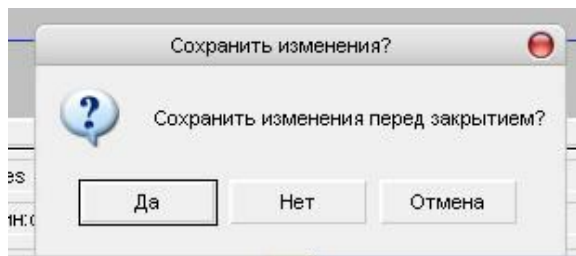 Сохранить изменения?
Сохранить изменения перед закрытием?
Да Нет Отмена